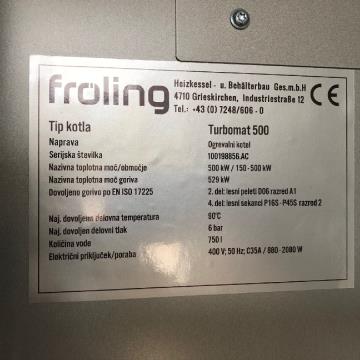 froling
Heizkessel - u. Behälterbau Ges.m.b.H
4710 Grieskirchen, Industriestraße 12
Tel.: +43 (0) 7248/606 - 0
CE
Tip kotla Turbomat 500
Naprava Ogrevalni kotel
Serijska številka 100198856.AC
Nazivna toplotna moč/območje 500 kW / 150-500 kW
Nazivna toplotna moč goriva 529 kW
Dovoljeno gorivo po EN ISO 17225 2. del: lesni peleti D06 razred A1
4.del: lesni sekanci P16S - P45S razred 2
Naj. dovoljena delovna temperatura 90°C
Naj. dovoljen delovni tlak 6 bar
Količina vode 750 l
Električni priključek/poraba 400 V; 50 Hz; C35A / 880-2080 W